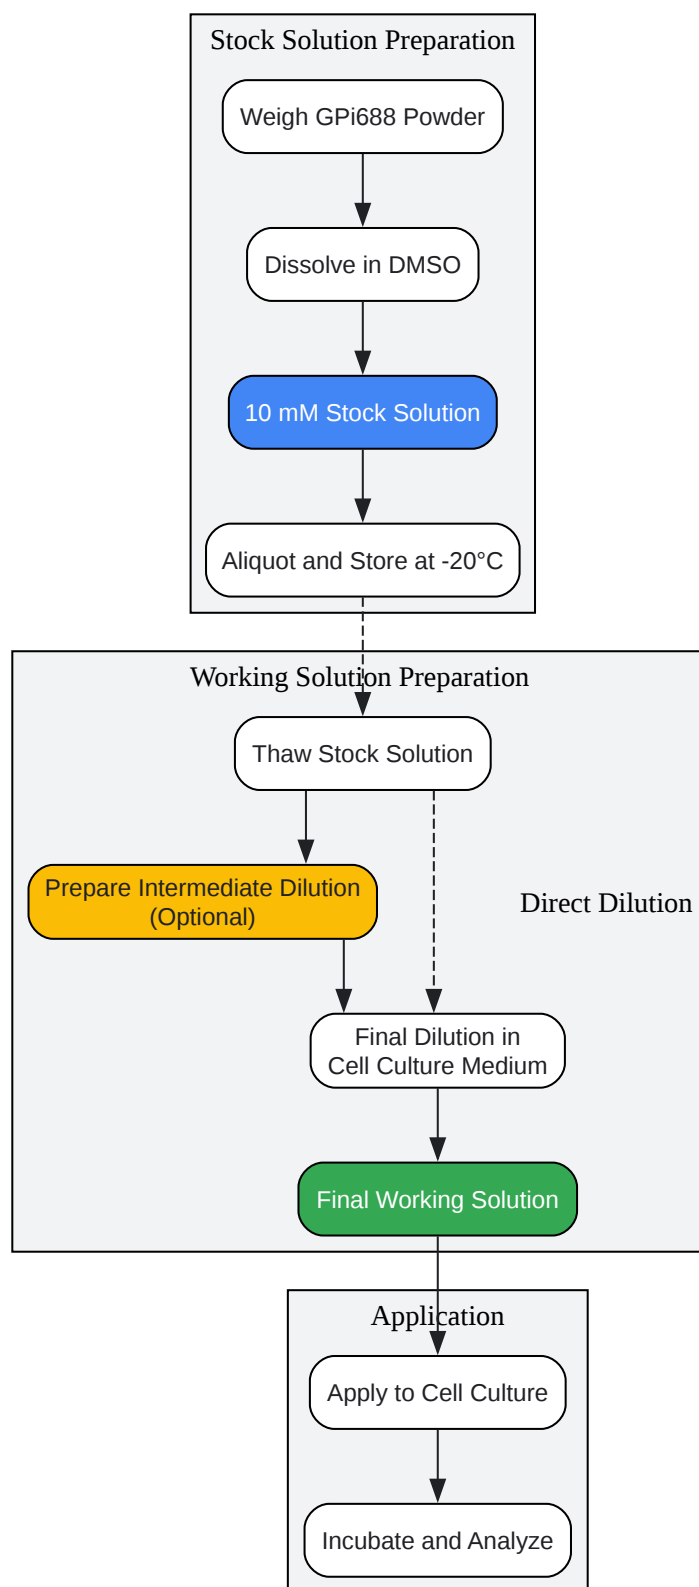 Stock Solution Preparation
Weigh GPi688 Powder
Dissolve in DMSO
10 mM Stock Solution
Aliquot and Store at -20°C
Working Solution Preparation
Thaw Stock Solution
Prepare Intermediate Dilution
(Optional)
Direct Dilution
Final Dilution in
Cell Culture Medium
Final Working Solution
Application
Apply to Cell Culture
Incubate and Analyze